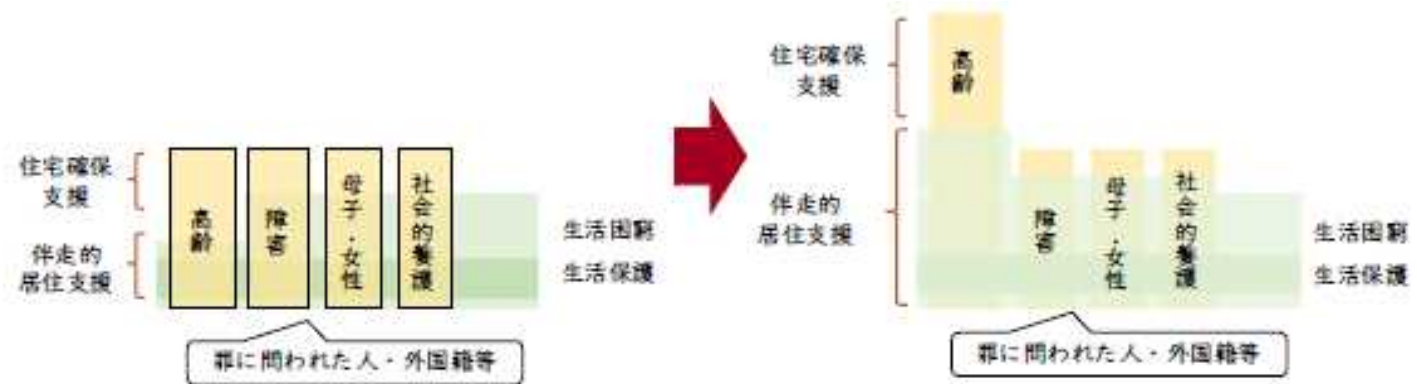 住宅確保
支援
伴走的
居住支援
高齢
障害
母子・女性
社会的養護
生活困窮
生活保護
罪に問われた人・外国籍等
住宅確保
支援
伴走的
居住支援
高齢
障害
母子・女性
社会的養護
生活困窮
生活保護
罪に問われた人・外国籍等